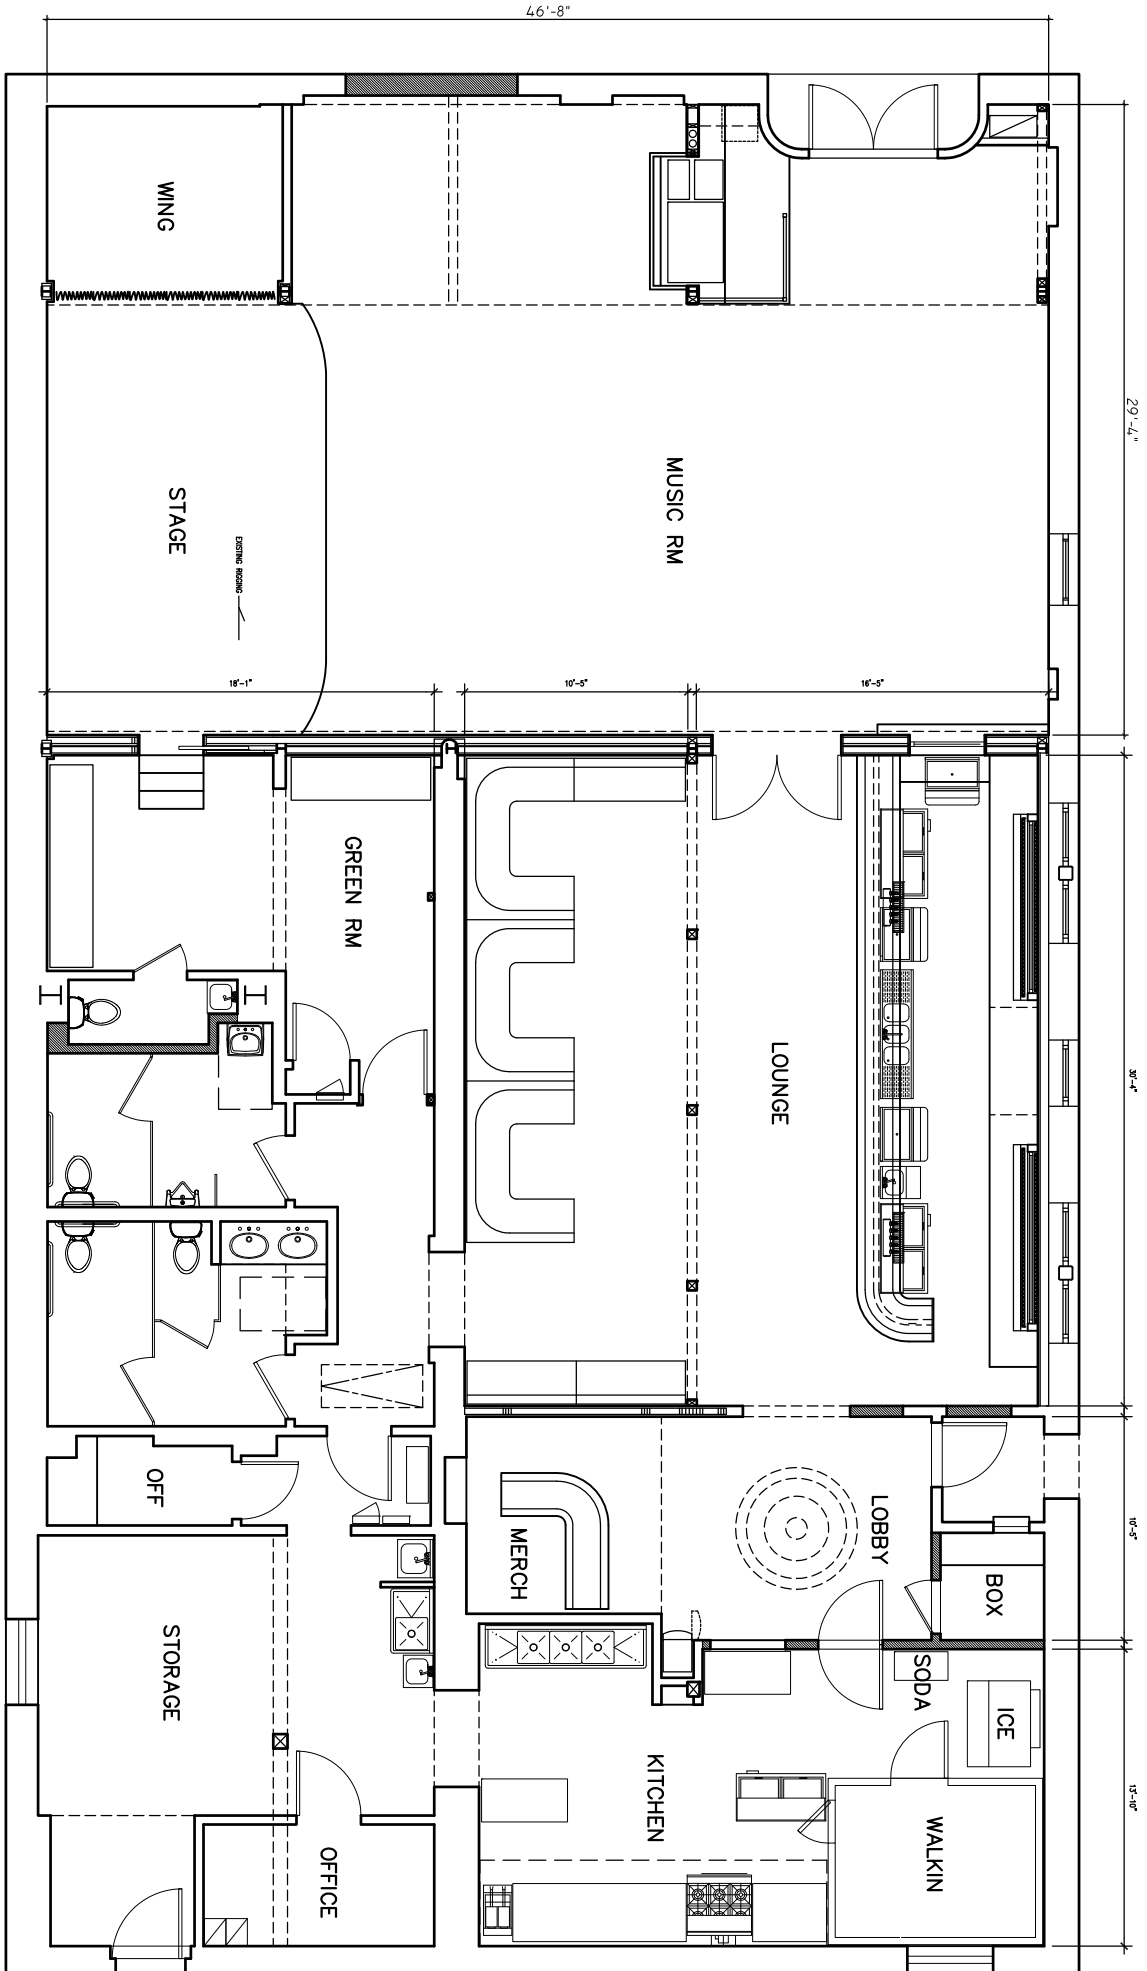 46'-8"
29'-4"
WING
STAGE
EXISTING RIGGING
MUSIC RM
18'-1"
10'-5"
16'-5"
GREEN RM
LOUNGE
30'-4"
OFF
MERCH
LOBBY
BOX
10'-5"
STORAGE
SODA
ICE
KITCHEN
WALKIN
13'-10"
OFFICE